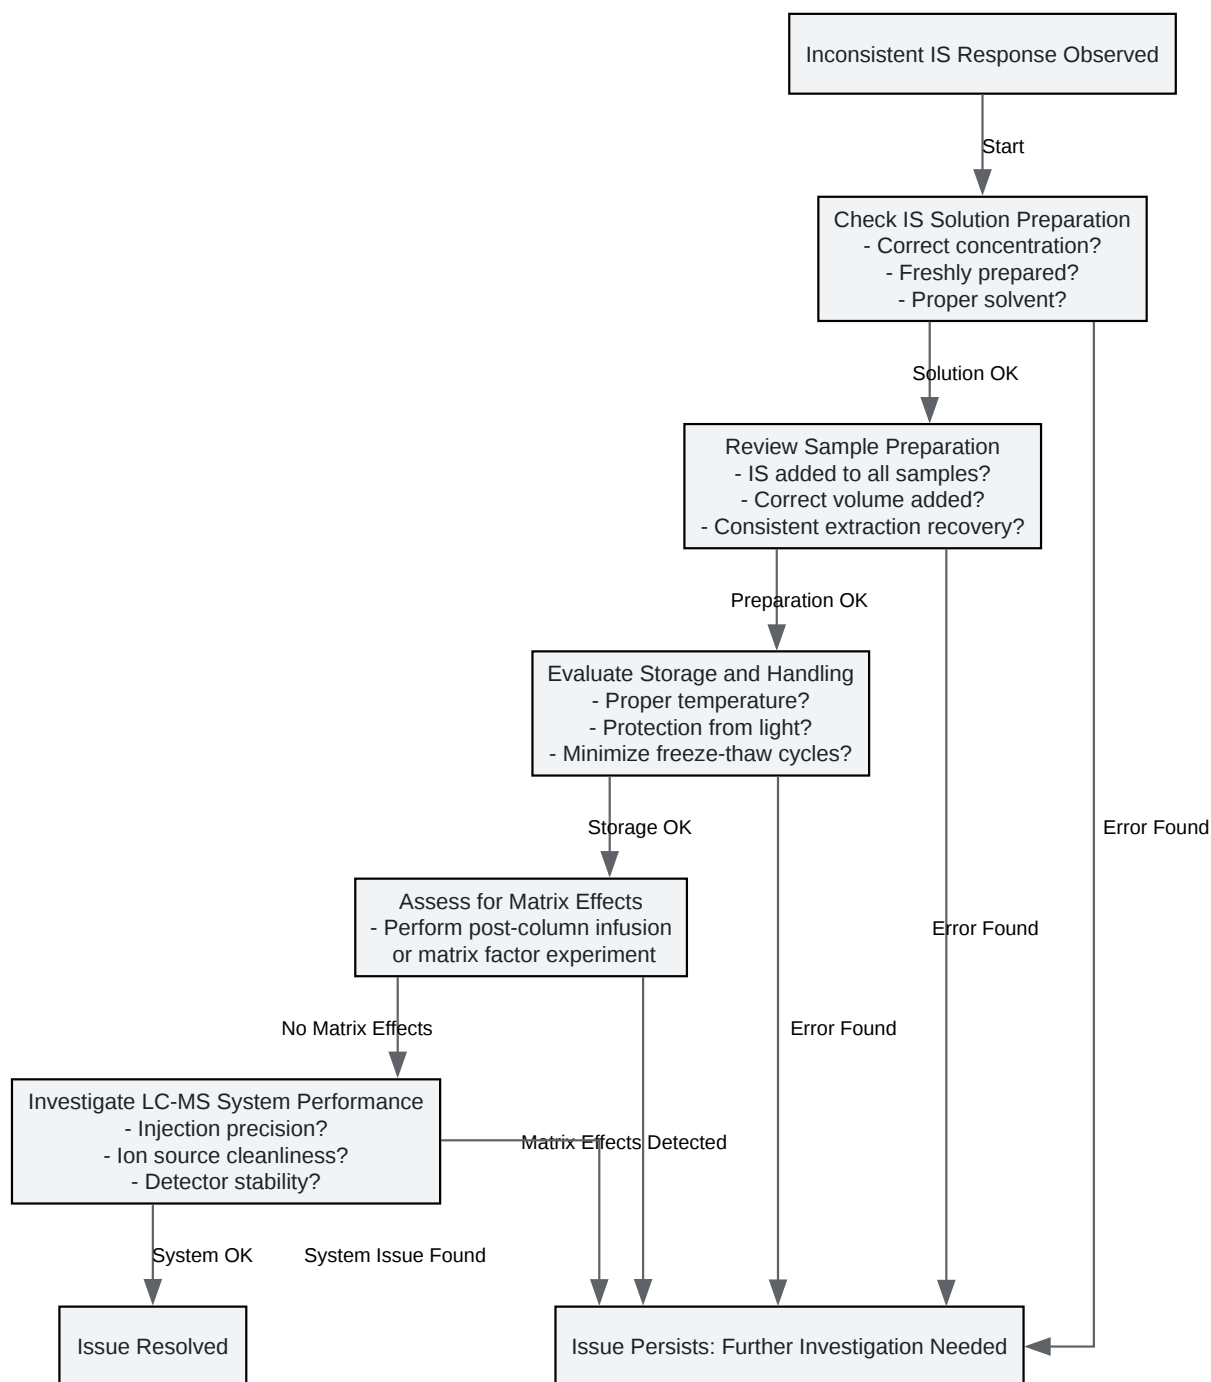 Inconsistent IS Response Observed
Start
Check IS Solution Preparation
- Correct concentration?
- Freshly prepared?
- Proper solvent?
Solution OK
Review Sample Preparation
- IS added to all samples?
- Correct volume added?
- Consistent extraction recovery?
Preparation OK
Evaluate Storage and Handling
- Proper temperature?
- Protection from light?
- Minimize freeze-thaw cycles?
Storage OK
Error Found
Assess for Matrix Effects
- Perform post-column infusion
or matrix factor experiment
Error Found
No Matrix Effects
Error Found
Investigate LC-MS System Performance
- Injection precision?
- Ion source cleanliness?
- Detector stability?
Matrix Effects Detected
System OK
System Issue Found
Issue Resolved
Issue Persists: Further Investigation Needed